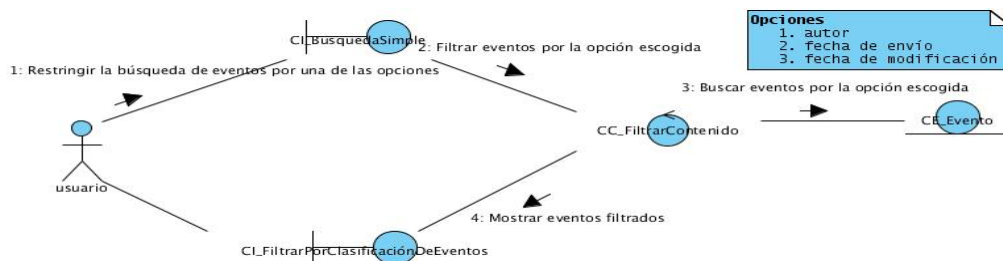 CI_BusquedaSimple
Opciones
1. autor
2. fecha de envío
3. fecha de modificación
2: Filtrar eventos por la opción escogida
1: Restringir la búsqueda de eventos por una de las opciones
3: Buscar eventos por la opción escogida
CC_FiltrarContenido
CE_Evento
usuario
4: Mostrar eventos filtrados
CI_FiltrarPorClasificaciónDeEventos